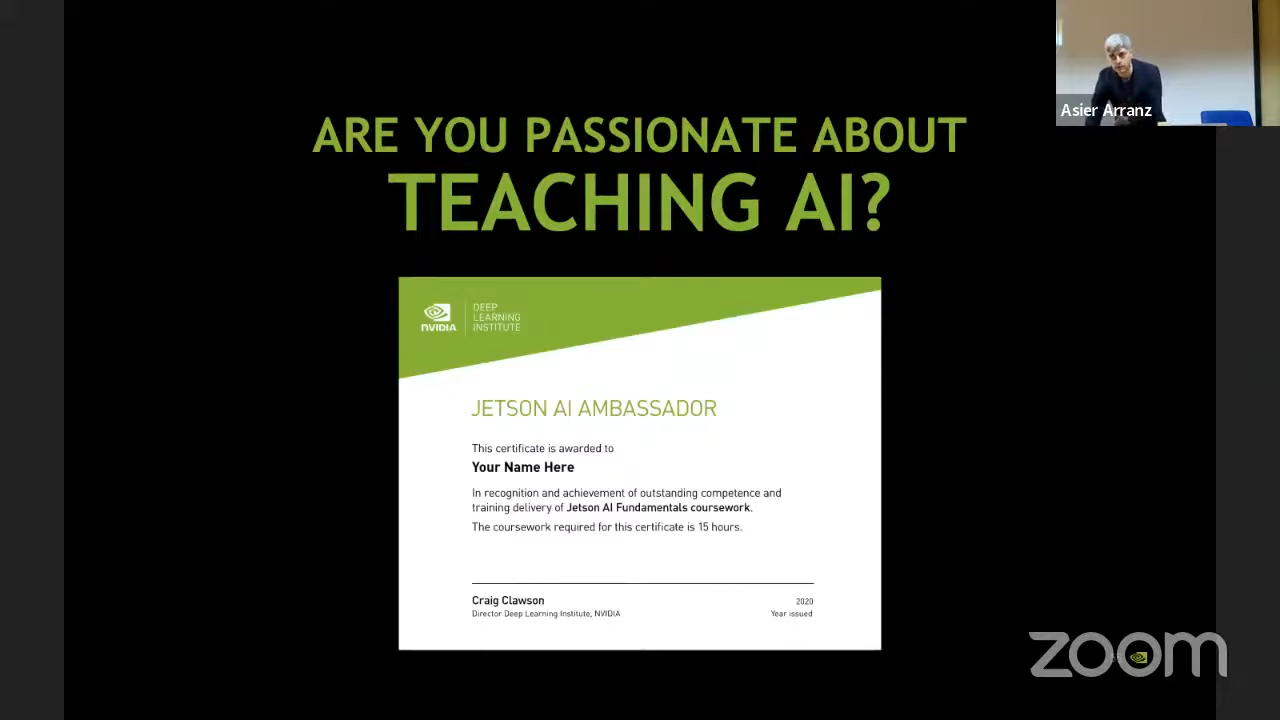 ARE YOU PASSIONATE ABOUT
TEACHING AI?
Asier Arranz
NVIDIA
DEEP
LEARNING
INSTITUTE
JETSON AI AMBASSADOR
This certificate is awarded to
Your Name Here
In recognition and achievement of outstanding competence and
training delivery of Jetson AI Fundamentals coursework.
The coursework required for this certificate is 15 hours.
Craig Clawson
2020
Director Deep Learning Institute, NVIDIA
Year issued
zoom